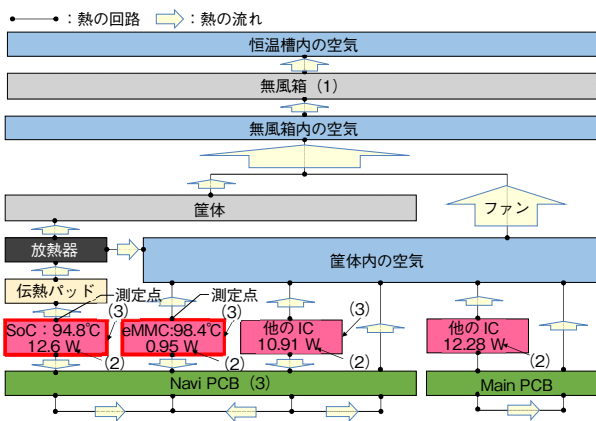 ：熱の回路 ：熱の流れ
恒温槽内の空気
無風箱（1）
無風箱内の空気
筐体
ファン
放熱器
筐体内の空気
伝熱パッド
測定点
測定点
(3)
(3)
(3)
SoC：94.8℃
12.6 W
eMMC:98.4℃
0.95 W
他の IC
10.91 W
他の IC
12.28 W
(2)
(2)
(2)
(2)
Navi PCB（3）
Main PCB